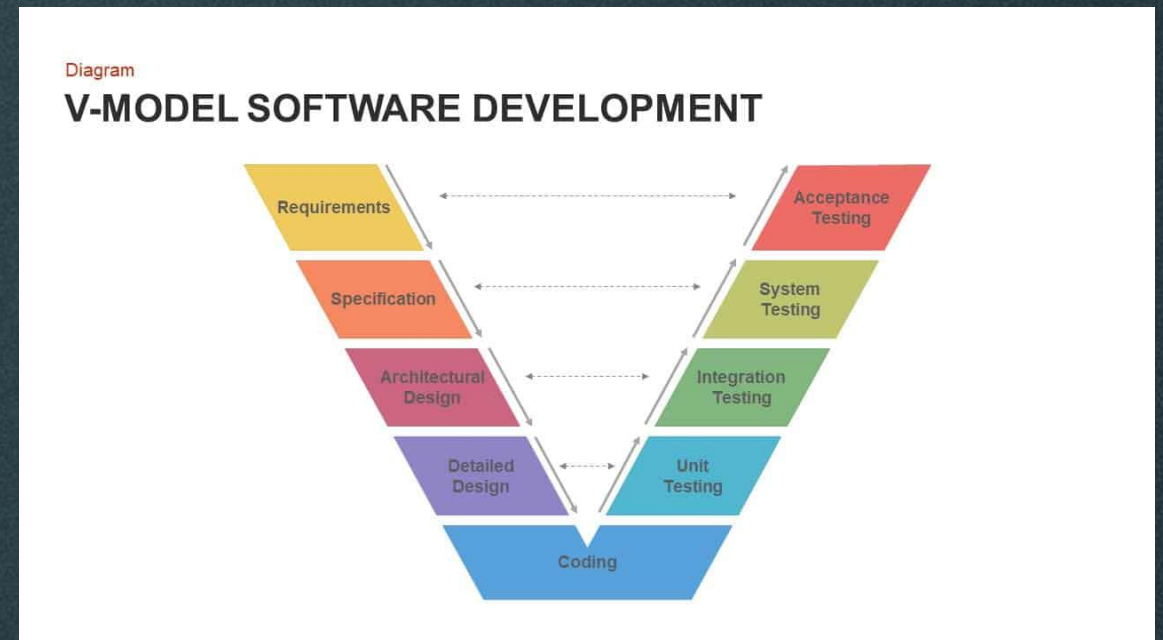 Diagram
V-MODEL SOFTWARE DEVELOPMENT
Requirements
Acceptance
Testing
Specification
System
Testing
Architectural
Design
Integration
Testing
Detailed
Design
Unit
Testing
Coding